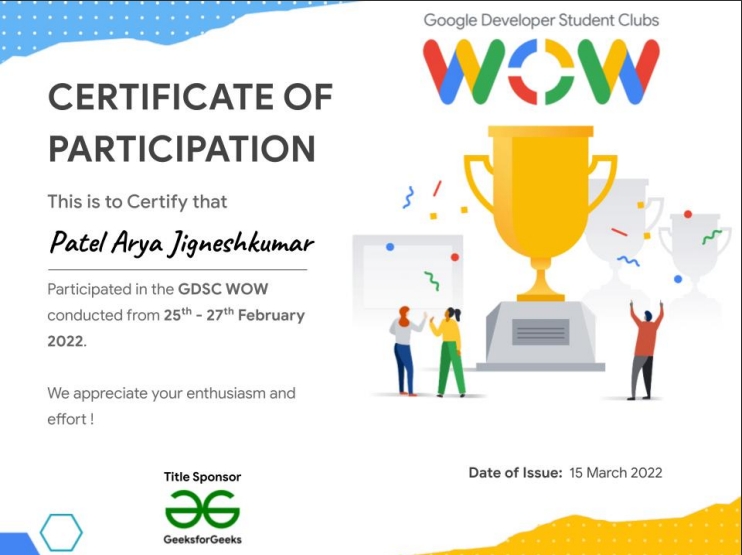 Google Developer Student Clubs
WOW
CERTIFICATE OF
PARTICIPATION
This is to Certify that
Patel Arya Jigneshkumar
Participated in the GDSC WOW
conducted from 25th - 27th February
2022.
We appreciate your enthusiasm and
effort !
Title Sponsor
GeeksforGeeks
Date of Issue: 15 March 2022